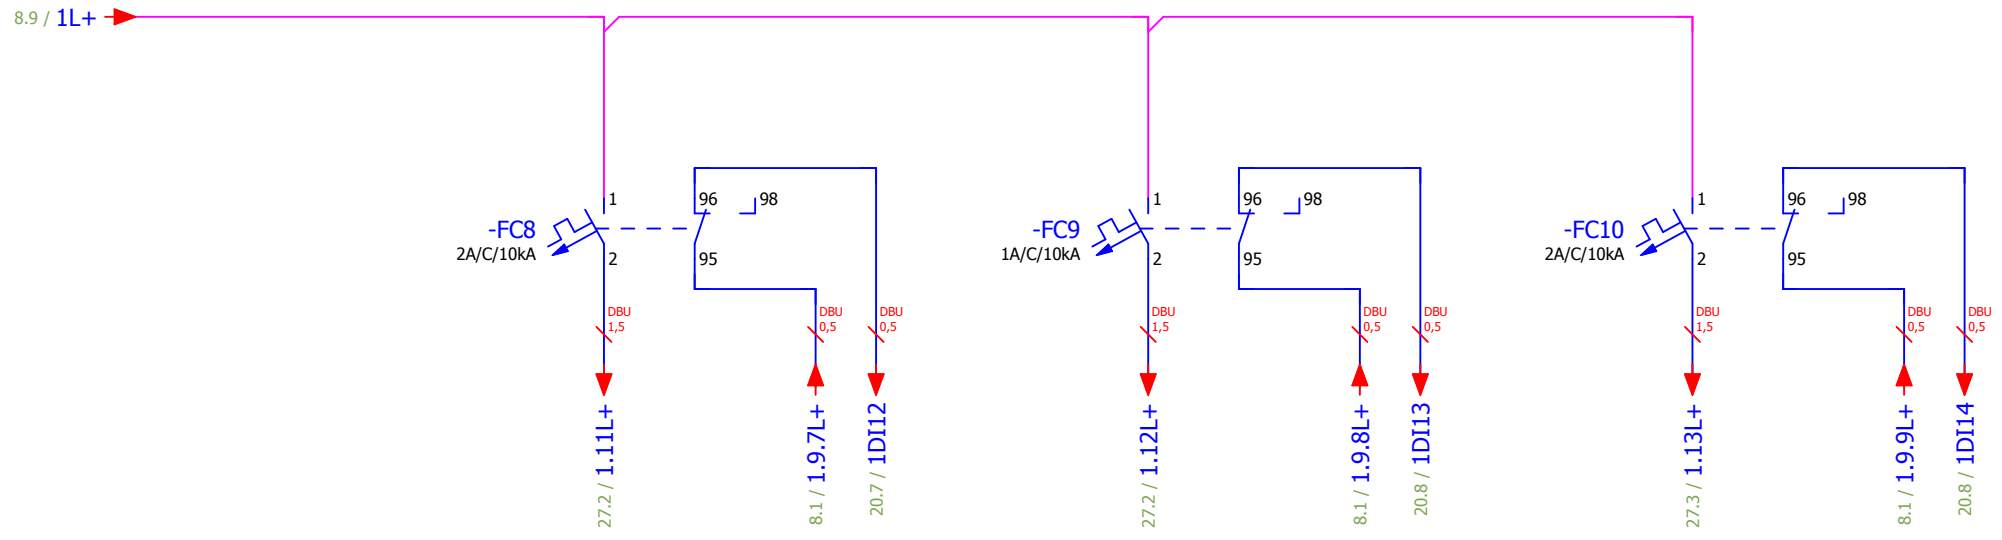 8.9 / 1L+
-FC8
2A/C/10kA
1
2
96
98
95
DBU
1,5
DBU
0,5
DBU
0,5
27.2 / 1.11L+
8.1 / 1.9.7L+
20.7 / 1DI12
-FC9
1A/C/10kA
1
2
96
98
95
DBU
1,5
DBU
0,5
DBU
0,5
27.2 / 1.12L+
8.1 / 1.9.8L+
20.8 / 1DI13
-FC10
2A/C/10kA
1
2
96
98
95
DBU
1,5
DBU
0,5
DBU
0,5
27.3 / 1.13L+
8.1 / 1.9.9L+
20.8 / 1DI14